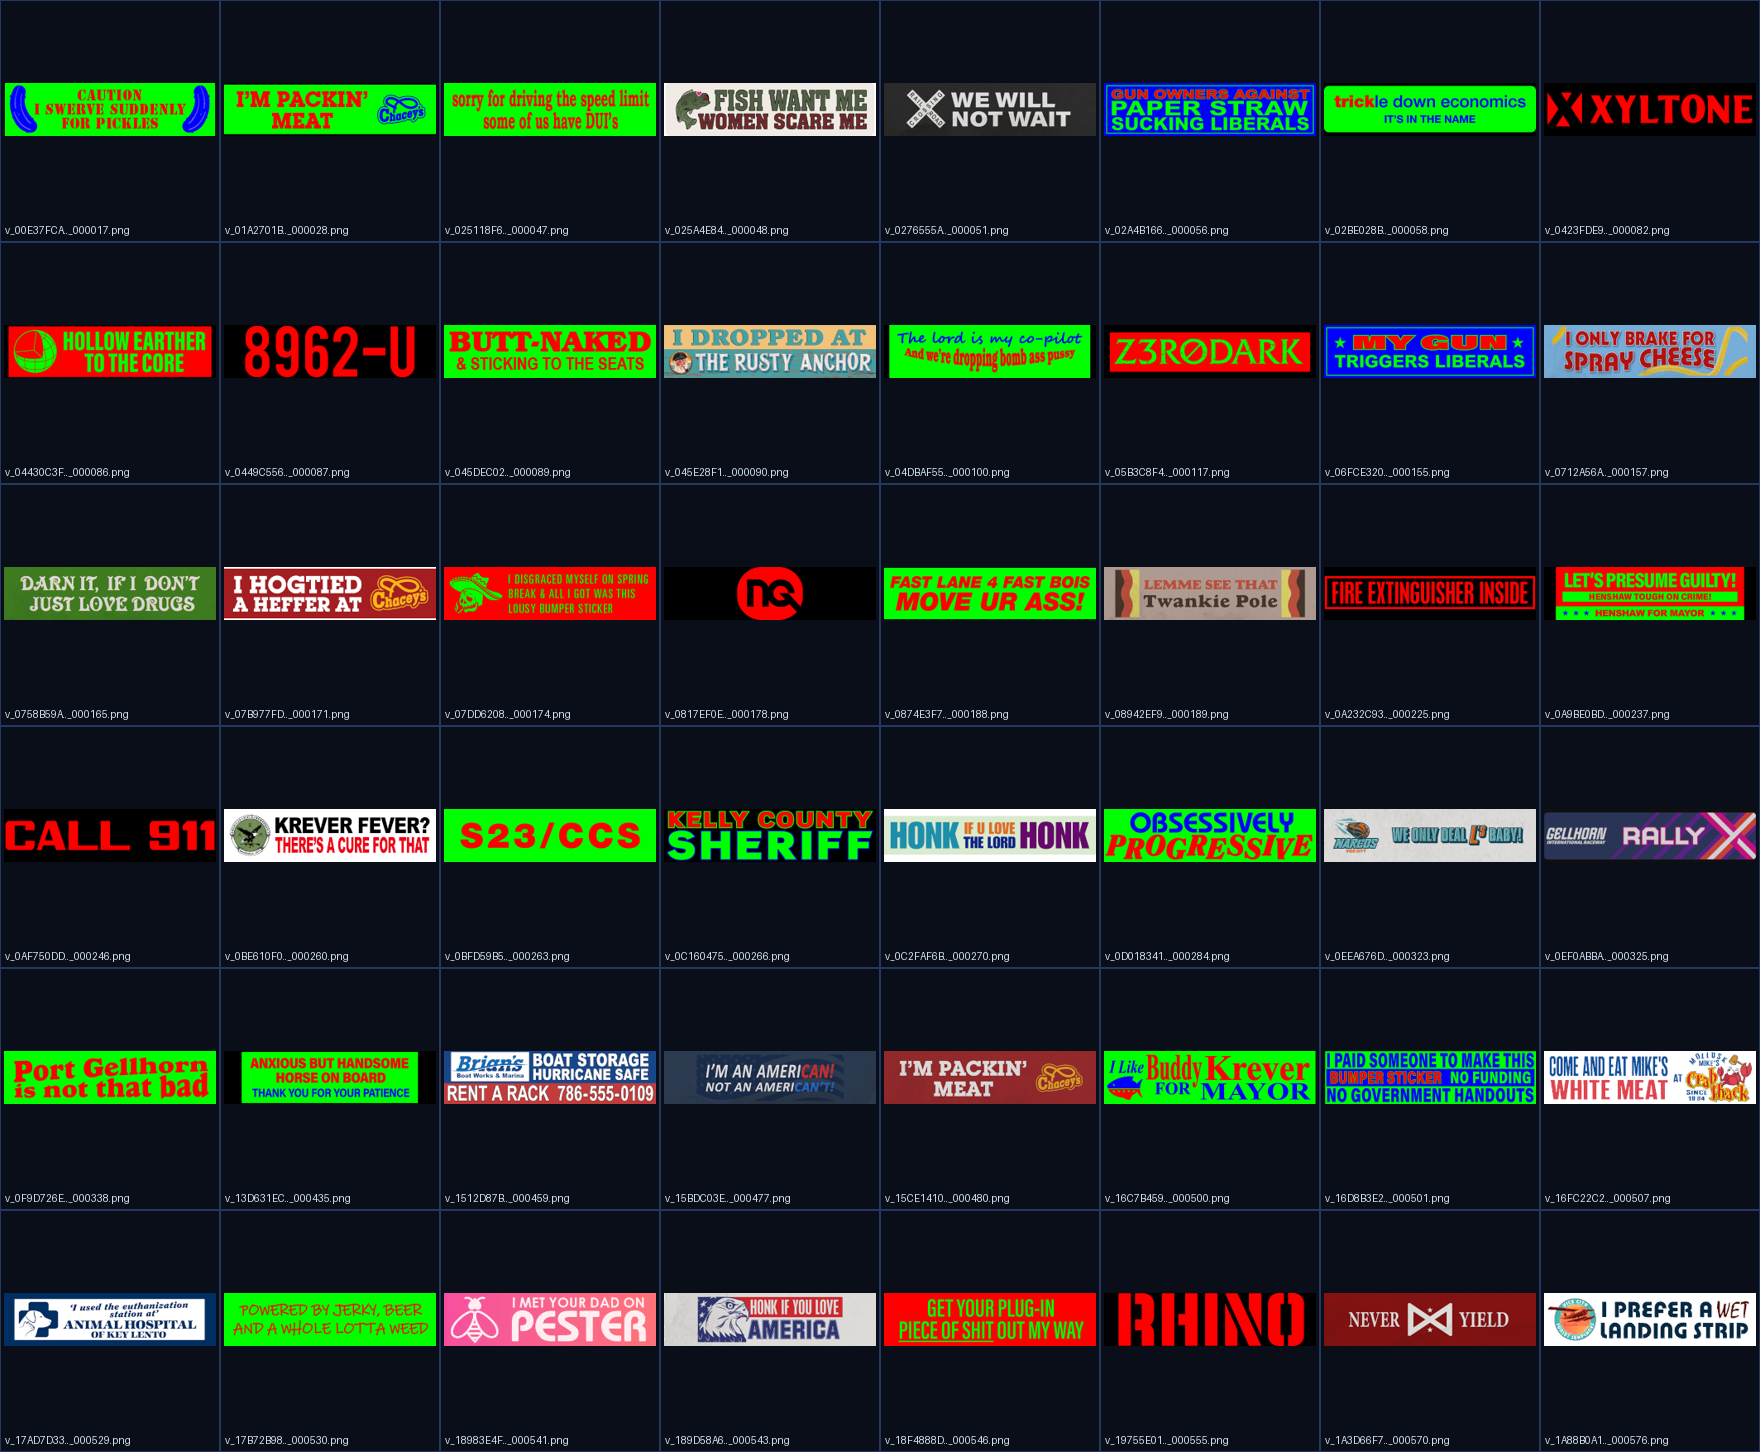 CAUTION
I SWERVE SUDDENLY
FOR PICKLES
v_00E37FCA.._000017.png
I'M PACKIN'
MEAT
Chaceys
v_01A2701B.._000028.png
sorry for driving the speed limit
some of us have DUI's
v_025118F6.._000047.png
FISH WANT ME
WOMEN SCARE ME
v_025A4E84.._000048.png
WE WILL
NOT WAIT
v_0276555A.._000051.png
GUN OWNERS AGAINST
PAPER STRAW
SUCKING LIBERALS
v_02A4B166.._000056.png
trickle down economics
IT'S IN THE NAME
v_02BE028B.._000058.png
XYLTONE
v_0423FDE9.._000082.png
HOLLOW EARTHER
TO THE CORE
v_04430C3F.._000086.png
8962-U
v_0449C556.._000087.png
BUTT-NAKED
& STICKING TO THE SEATS
v_045DEC02.._000089.png
I DROPPED AT
THE RUSTY ANCHOR
v_045E28F1.._000090.png
The lord is my co-pilot
And we're dropping bomb ass pussy
v_04DBAF55.._000100.png
Z3RØDARK
v_05B3C8F4.._000117.png
MY GUN
TRIGGERS LIBERALS
v_06FCE320.._000155.png
I ONLY BRAKE FOR
SPRAY CHEESE
v_0712A56A.._000157.png
DARN IT, IF I DON'T
JUST LOVE DRUGS
v_0758B59A.._000165.png
I HOGTIED
A HEFFER AT
Chaceys
v_07B977FD.._000171.png
I DISGRACED MYSELF ON SPRING
BREAK & ALL I GOT WAS THIS
LOUSY BUMPER STICKER
v_07DD6208.._000174.png
nQ
v_0817EF0E.._000178.png
FAST LANE 4 FAST BOIS
MOVE UR ASS!
v_0874E3F7.._000188.png
LEMME SEE THAT
Twankie Pole
v_08942EF9.._000189.png
FIRE EXTINGUISHER INSIDE
v_0A232C93.._000225.png
LET'S PRESUME GUILTY!
HENSHAW TOUGH ON CRIME!
HENSHAW FOR MAYOR
v_0A9BE0BD.._000237.png
CALL 911
v_0AF750DD.._000246.png
KREVER FEVER?
THERE'S A CURE FOR THAT
v_0BE610F0.._000260.png
S23/CCS
v_0BFD59B5.._000263.png
KELLY COUNTY
SHERIFF
v_0C160475.._000266.png
HONK IF U LOVE THE LORD HONK
v_0C2FAF6B.._000270.png
OBSESSIVELY
PROGRESSIVE
v_0D018341.._000284.png
NARCOS
WE ONLY DEAL L's BABY!
v_0EEA676D.._000323.png
GELLHORN
INTERNATIONAL RACEWAY
RALLY X
v_0EF0ABBA.._000325.png
Port Gellhorn
is not that bad
v_0F9D726E.._000338.png
ANXIOUS BUT HANDSOME
HORSE ON BOARD
THANK YOU FOR YOUR PATIENCE
v_13D631EC.._000435.png
Brian's
Boat Works & Marina
BOAT STORAGE
HURRICANE SAFE
RENT A RACK 786-555-0109
v_1512D87B.._000459.png
I'M AN AMERICAN!
NOT AN AMERICAN'T!
v_15BDC03E.._000477.png
I'M PACKIN'
MEAT
Chaceys
v_15CE1410.._000480.png
I Like Buddy Krever
FOR MAYOR
v_16C7B459.._000500.png
I PAID SOMEONE TO MAKE THIS
BUMPER STICKER NO FUNDING
NO GOVERNMENT HANDOUTS
v_16D8B3E2.._000501.png
COME AND EAT MIKE'S
WHITE MEAT
AT
MOLLUSC
MIKE'S
Crab
Shack
SINCE
1984
v_16FC22C2.._000507.png
'I used the euthanization
station at'
ANIMAL HOSPITAL
OF KEY LENTO
v_17AD7D33.._000529.png
POWERED BY JERKY, BEER
AND A WHOLE LOTTA WEED
v_17B72B98.._000530.png
I MET YOUR DAD ON
PESTER
v_18983E4F.._000541.png
HONK IF YOU LOVE
AMERICA
v_189D58A6.._000543.png
GET YOUR PLUG-IN
PIECE OF SHIT OUT MY WAY
v_18F4888D.._000546.png
RHINO
v_19755E01.._000555.png
NEVER YIELD
v_1A3D66F7.._000570.png
I PREFER A WET
LANDING STRIP
v_1A88B0A1.._000576.png